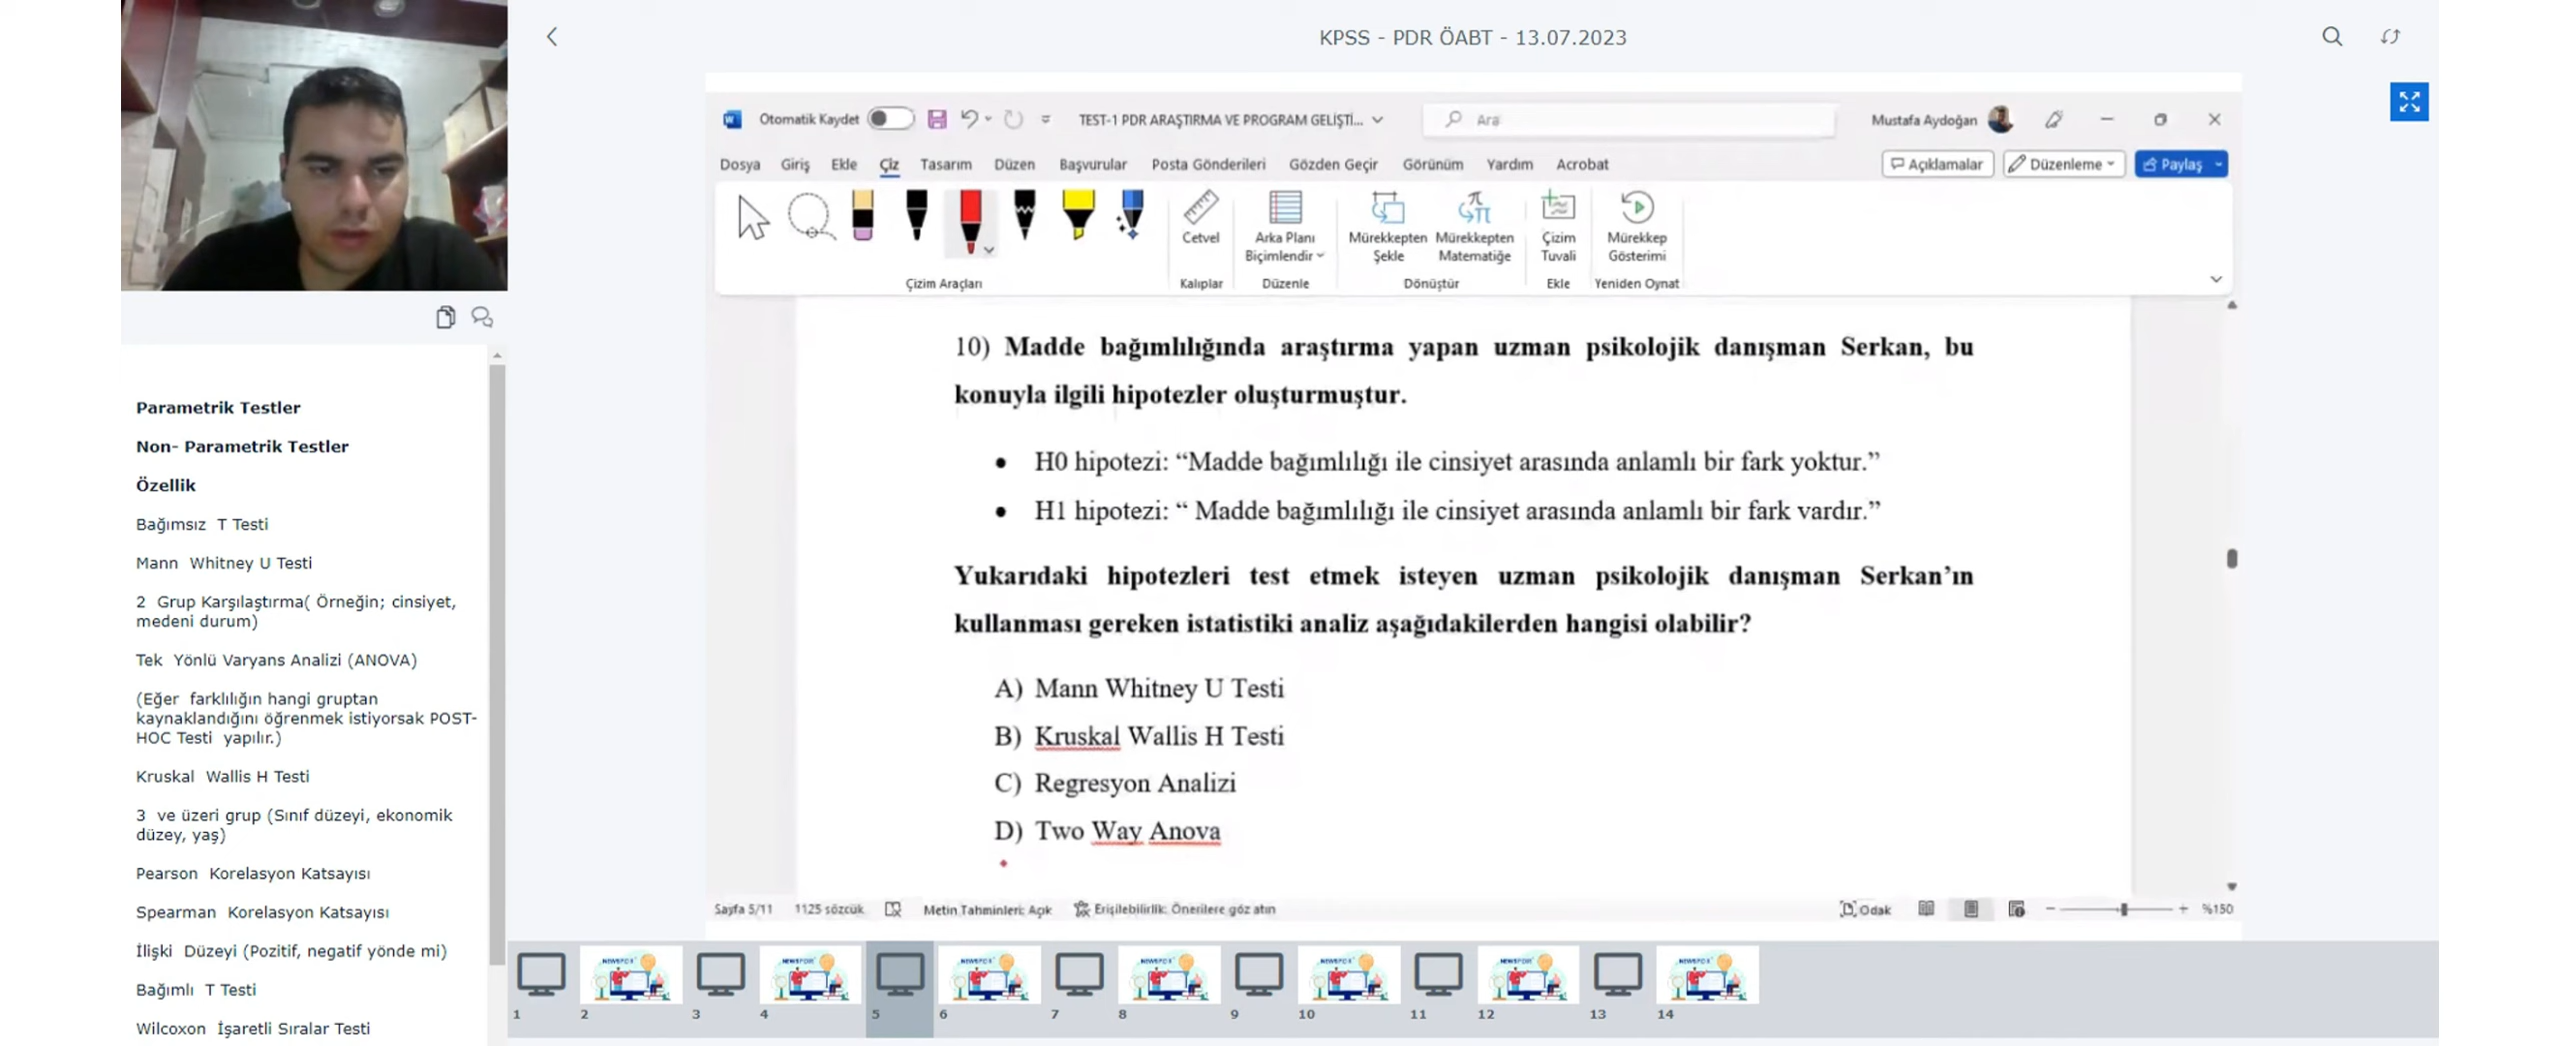 KPSS - PDR ÖABT - 13.07.2023
Otomatik Kaydet
TEST-1 PDR ARAŞTIRMA VE PROGRAM GELİŞTİ...
Ara
Mustafa Aydoğan
Dosya Giriş Ekle Çiz Tasarım Düzen Başvurular Posta Gönderileri Gözden Geçir Görünüm Yardım Acrobat
Açıklamalar
Düzenleme
Paylaş
Cetvel
Arka Planı
Biçimlendir
Mürekkepten
Şekle
Mürekkepten
Matematiğe
Çizim
Tuvali
Mürekkep
Gösterimi
Çizim Araçları
Kalıplar
Düzenle
Dönüştür
Ekle
Yeniden Oynat
10) Madde bağımlılığında araştırma yapan uzman psikolojik danışman Serkan, bu
konuyla ilgili hipotezler oluşturmuştur.
• H0 hipotezi: “Madde bağımlılığı ile cinsiyet arasında anlamlı bir fark yoktur.”
• H1 hipotezi: “ Madde bağımlılığı ile cinsiyet arasında anlamlı bir fark vardır.”
Yukarıdaki hipotezleri test etmek isteyen uzman psikolojik danışman Serkan’ın
kullanması gereken istatistiki analiz aşağıdakilerden hangisi olabilir?
A) Mann Whitney U Testi
B) Kruskal Wallis H Testi
C) Regresyon Analizi
D) Two Way Anova
Sayfa 5/11 1125 sözcük Metin Tahminleri: Açık Erişilebilirlik: Önerilere göz atın
Odak
%150
Parametrik Testler
Non- Parametrik Testler
Özellik
Bağımsız T Testi
Mann Whitney U Testi
2 Grup Karşılaştırma( Örneğin; cinsiyet,
medeni durum)
Tek Yönlü Varyans Analizi (ANOVA)
(Eğer farklılığın hangi gruptan
kaynaklandığını öğrenmek istiyorsak POST-
HOC Testi yapılır.)
Kruskal Wallis H Testi
3 ve üzeri grup (Sınıf düzeyi, ekonomik
düzey, yaş)
Pearson Korelasyon Katsayısı
Spearman Korelasyon Katsayısı
İlişki Düzeyi (Pozitif, negatif yönde mi)
Bağımlı T Testi
Wilcoxon İşaretli Sıralar Testi
1 2 3 4 5 6 7 8 9 10 11 12 13 14